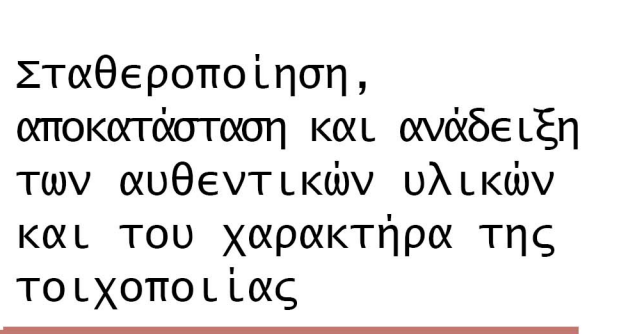 Σταθεροποίηση,
αποκατάσταση και ανάδειξη
των αυθεντικών υλικών
και του χαρακτήρα της
τοιχοποιίας